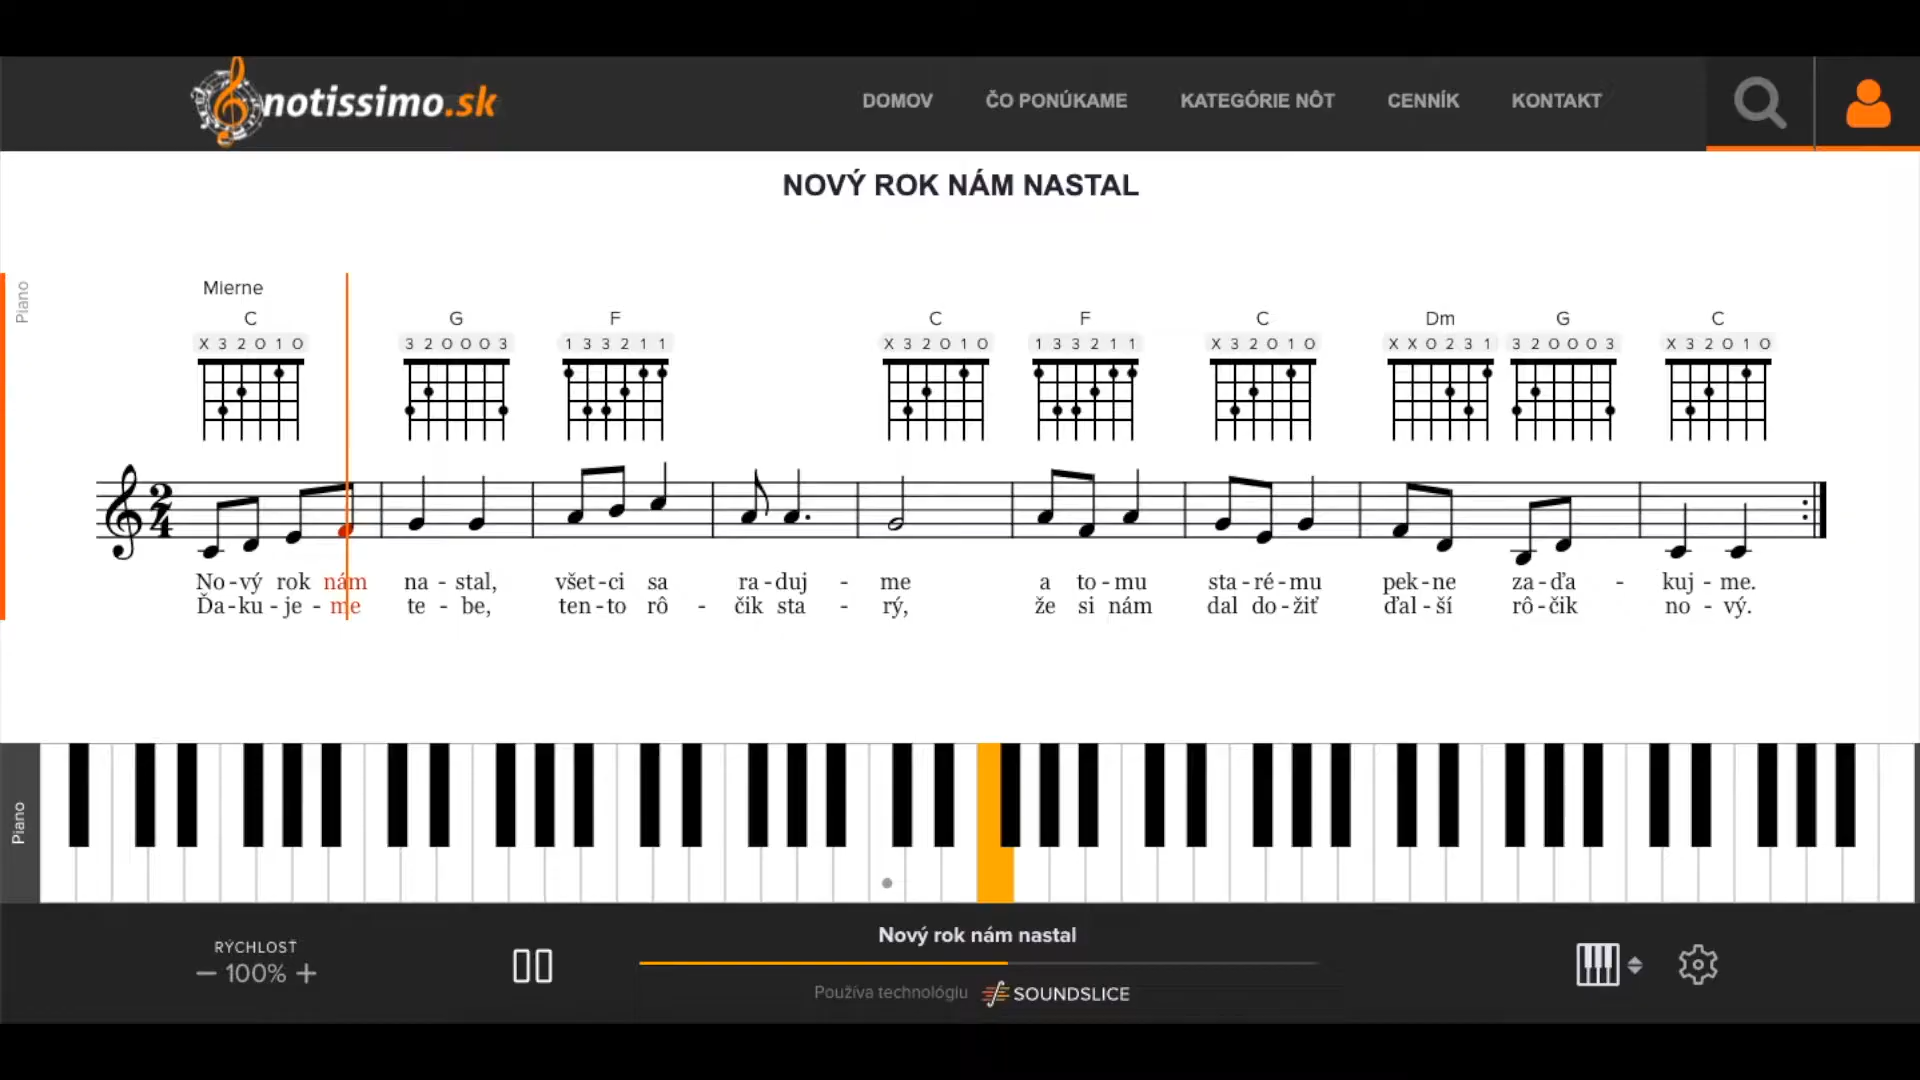 notissimo.sk
DOMOV ČO PONÚKAME KATEGÓRIE NÔT CENNÍK KONTAKT
NOVÝ ROK NÁM NASTAL
Piano
Mierne
C G F C F C Dm G C
X 3 2 0 1 0 3 2 0 0 0 3 1 3 3 2 1 1 X 3 2 0 1 0 1 3 3 2 1 1 X 3 2 0 1 0 X X 0 2 3 1 3 2 0 0 0 3 X 3 2 0 1 0
2
4
No - vý rok nám na - stal, všet - ci sa ra - duj - me a to - mu sta - ré - mu pek - ne za - ďa - kuj - me.
Ďa - ku - je - me te - be, ten - to rô - čik sta - rý, že si nám dal do - žiť ďal - ší rô - čik no - vý.
Piano
RÝCHLOSŤ
− 100% +
Nový rok nám nastal
Používa technológiu SOUNDSLICE